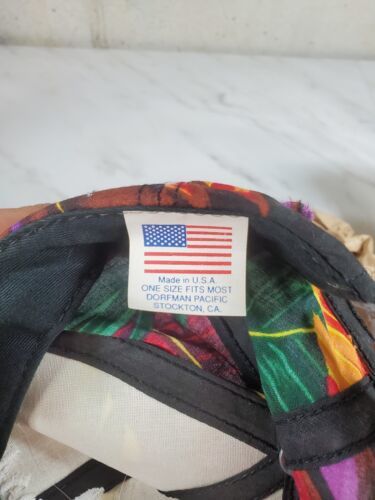 Made in U.S.A.
ONE SIZE FITS MOST
DORFMAN PACIFIC
STOCKTON, CA.